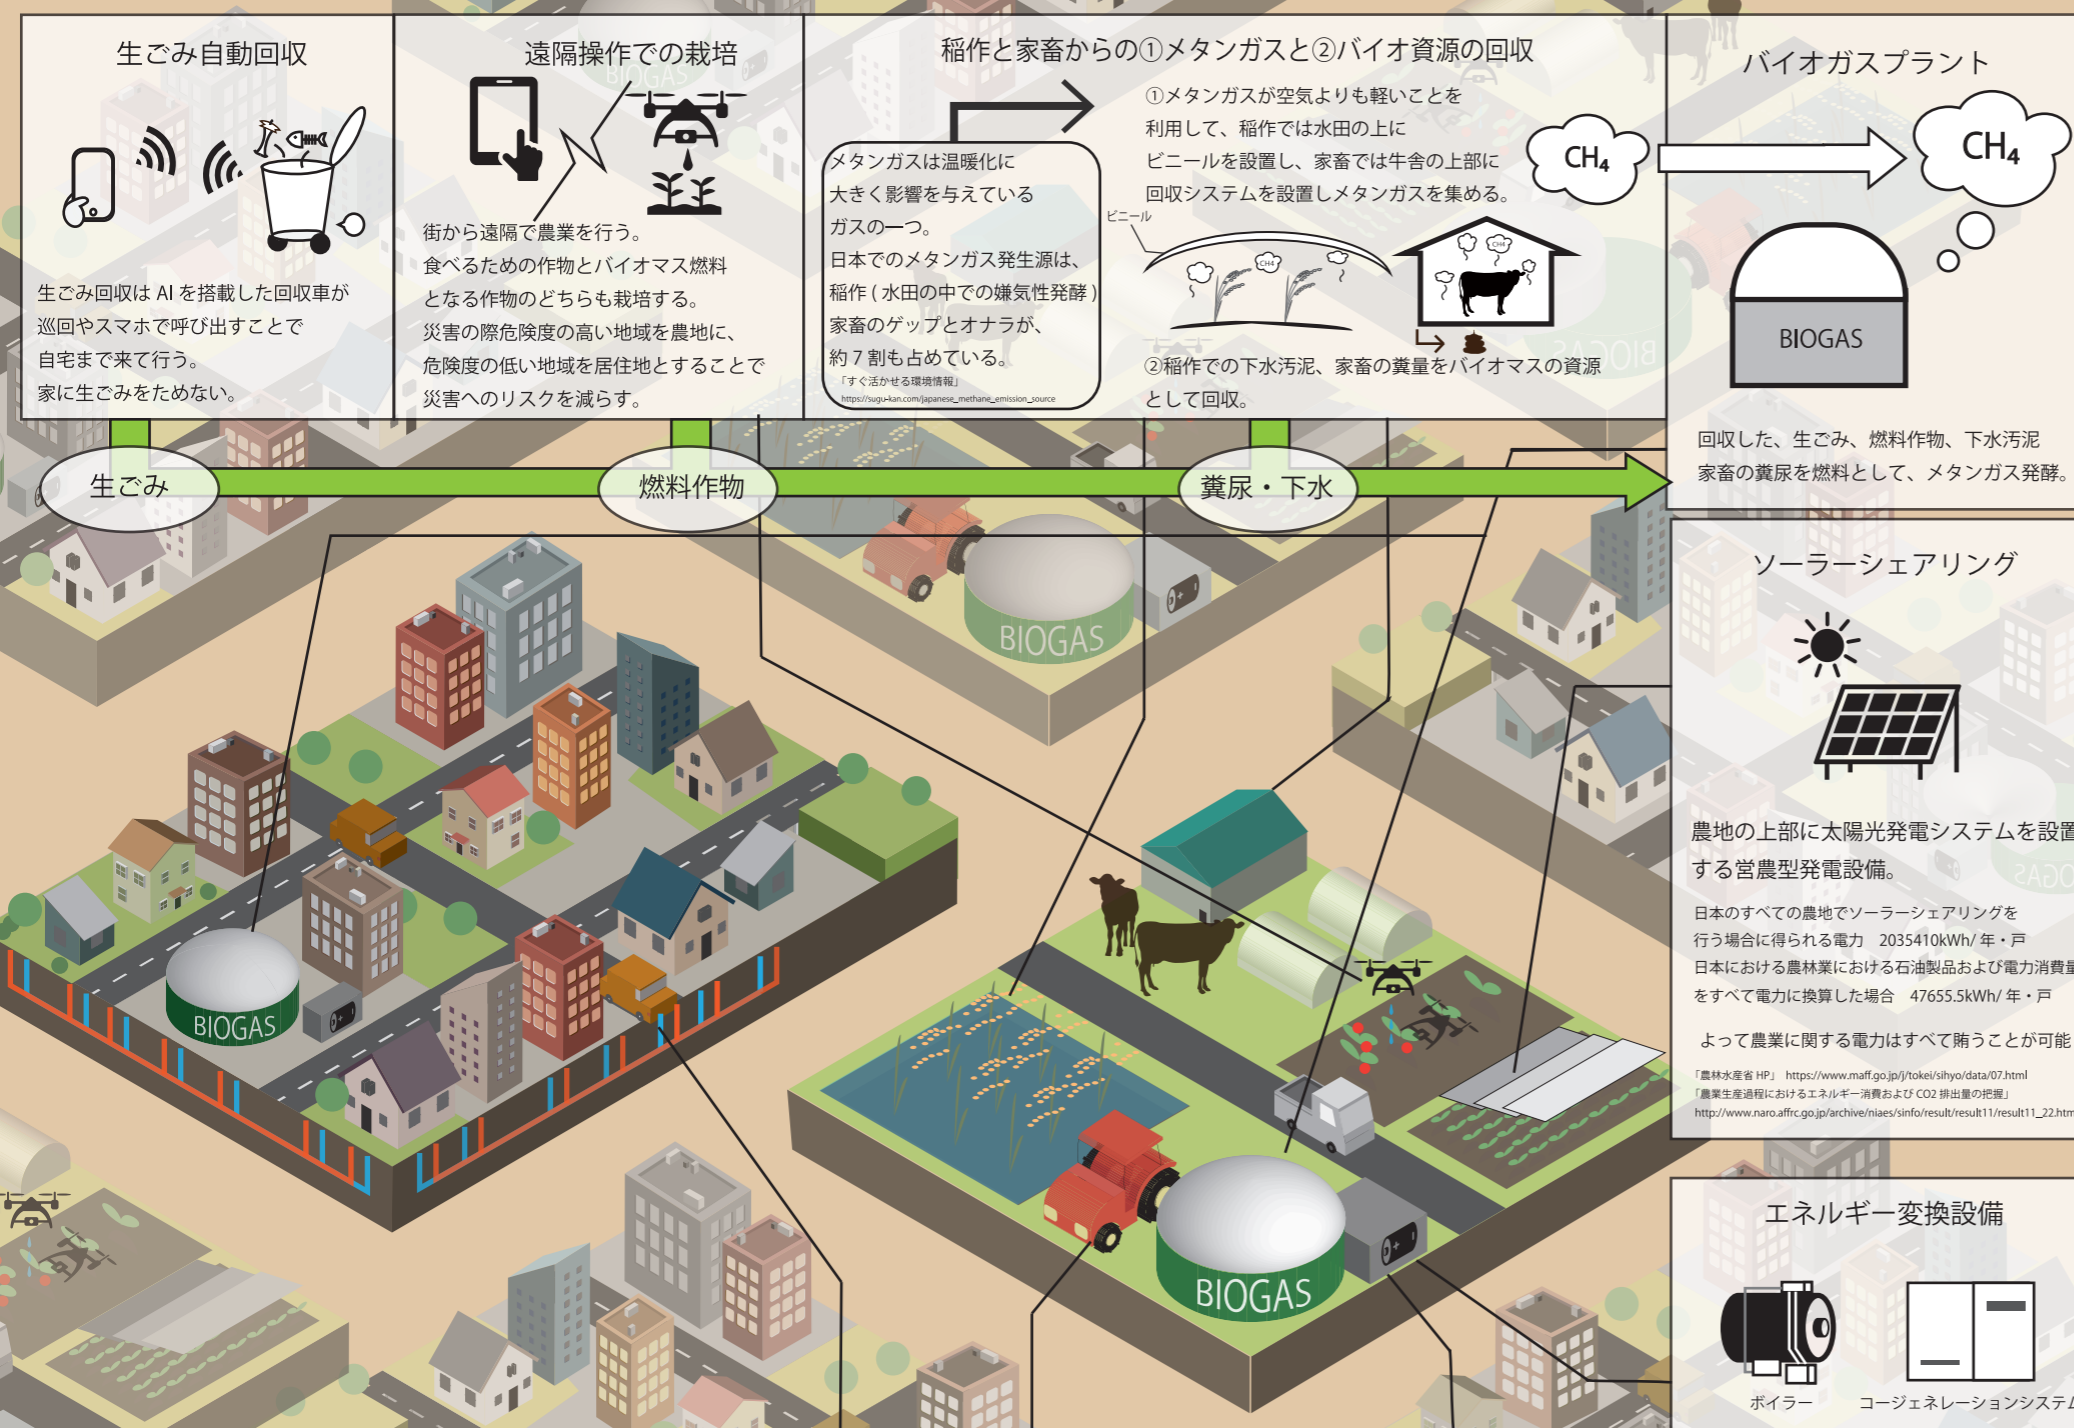 生ごみ自動回収
生ごみ回収は AI を搭載した回収車が
巡回やスマホで呼び出すことで
自宅まで来て行う。
家に生ごみをためない。
遠隔操作での栽培
街から遠隔で農業を行う。
食べるための作物とバイオマス燃料
となる作物のどちらも栽培する。
災害の際危険度の高い地域を農地に、
危険度の低い地域を居住地とすることで
災害へのリスクを減らす。
稲作と家畜からの①メタンガスと②バイオ資源の回収
メタンガスは温暖化に
大きく影響を与えている
ガスの一つ。
日本でのメタンガス発生源は、
稲作 ( 水田の中での嫌気性発酵 )
家畜のゲップとオナラが、
約 7 割も占めている。
「すぐ活かせる環境情報」
https://sugu-kan.com/japanese_methane_emission_source
①メタンガスが空気よりも軽いことを
利用して、稲作では水田の上に
ビニールを設置し、家畜では牛舎の上部に
回収システムを設置しメタンガスを集める。
ビニール
CH4
CH4
CH₄
②稲作での下水汚泥、家畜の糞量をバイオマスの資源
として回収。
バイオガスプラント
CH₄
BIOGAS
回収した、生ごみ、燃料作物、下水汚泥
家畜の糞尿を燃料として、メタンガス発酵。
生ごみ
燃料作物
糞尿・下水
ソーラーシェアリング
農地の上部に太陽光発電システムを設置
する営農型発電設備。
日本のすべての農地でソーラーシェアリングを
行う場合に得られる電力　2035410kWh/ 年・戸
日本における農林業における石油製品および電力消費量
をすべて電力に換算した場合　47655.5kWh/ 年・戸
よって農業に関する電力はすべて賄うことが可能
「農林水産省 HP」 https://www.maff.go.jp/j/tokei/sihyo/data/07.html
「農業生産過程におけるエネルギー消費および CO2 排出量の把握」
http://www.naro.affrc.go.jp/archive/niaes/sinfo/result/result11/result11_22.htm
エネルギー変換設備
ボイラー
コージェネレーションシステム
BIOGAS
BIOGAS
BIOGAS
BIOGAS
BIOGAS
BIOGAS